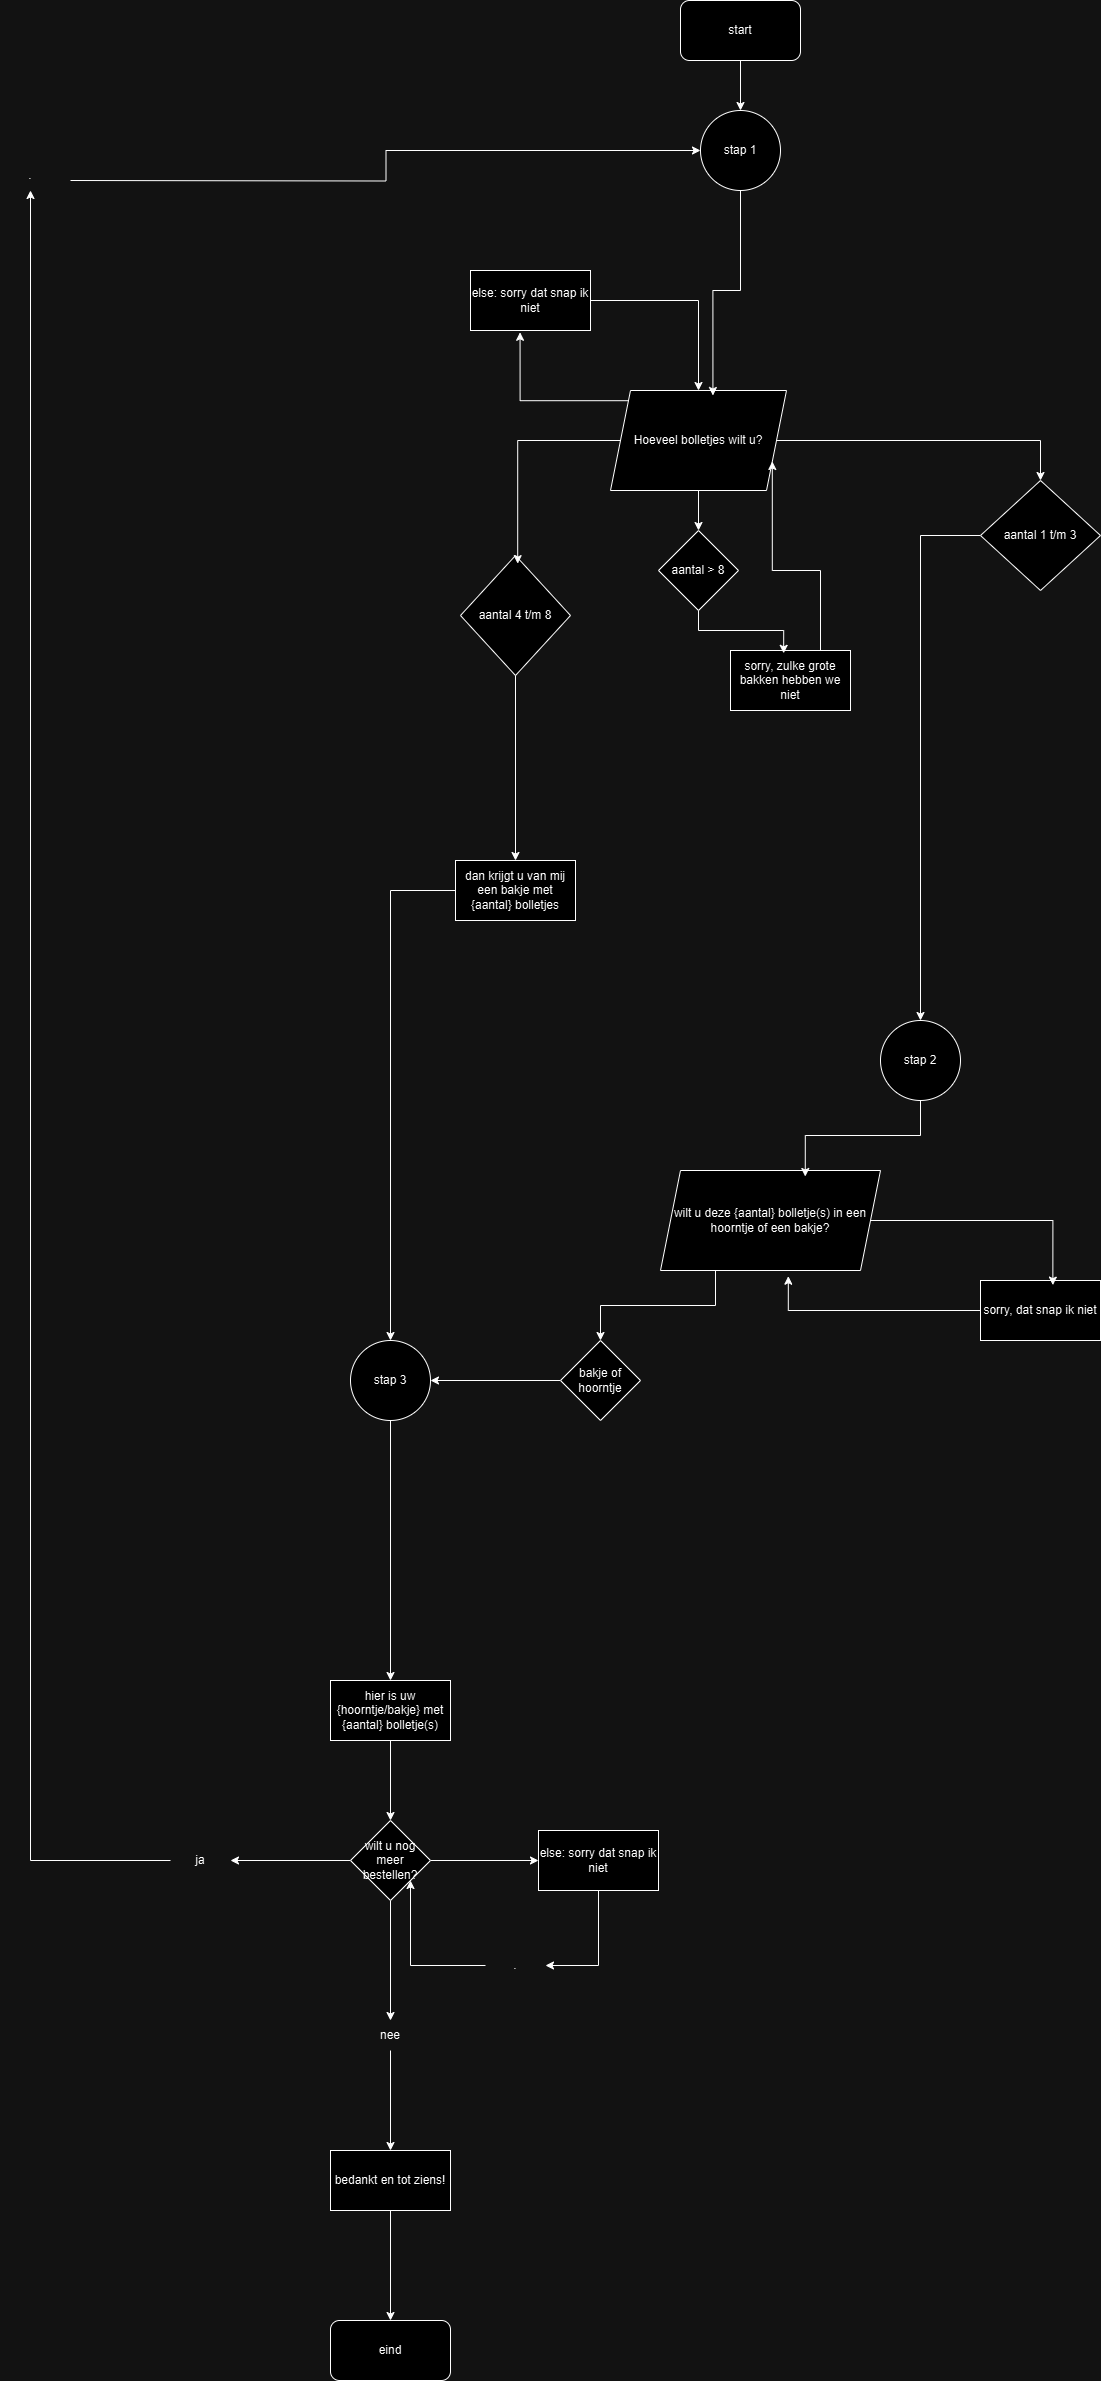 start
stap 1
else: sorry dat snap ik
niet
Hoeveel bolletjes wilt u?
aantal 1 t/m 3
aantal > 8
aantal 4 t/m 8
sorry, zulke grote
bakken hebben we
niet
dan krijgt u van mij
een bakje met
{aantal} bolletjes
stap 2
wilt u deze {aantal} bolletje(s) in een
hoorntje of een bakje?
sorry, dat snap ik niet
bakje of
hoorntje
stap 3
hier is uw
{hoorntje/bakje} met
{aantal} bolletje(s)
wilt u nog
meer
bestellen?
ja
else: sorry dat snap ik
niet
nee
bedankt en tot ziens!
eind